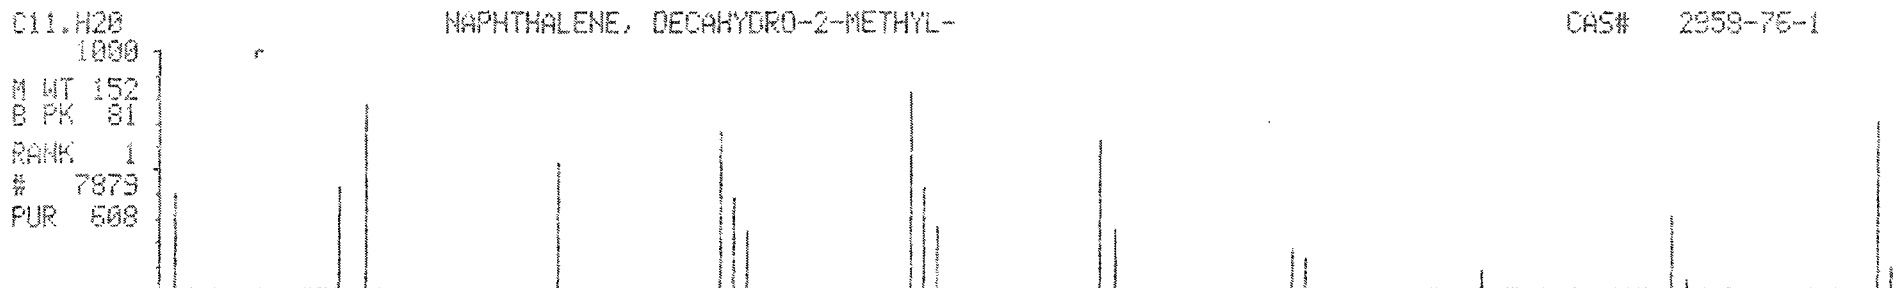 C11.H20 NAPHTHALENE, DECAHYDRO-2-METHYL- CAS# 2958-76-1
1000
M WT 152
B PK 81
RANK 1
# 7879
PUR 608